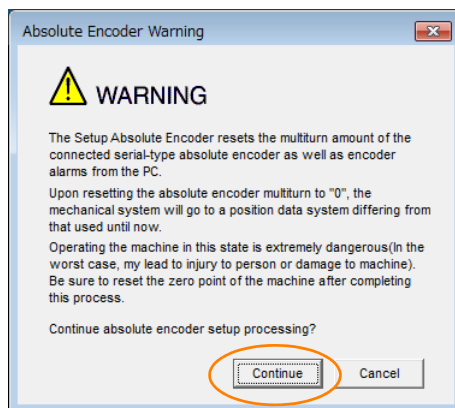 Absolute Encoder Warning
WARNING
The Setup Absolute Encoder resets the multiturn amount of the
connected serial-type absolute encoder as well as encoder
alarms from the PC.
Upon resetting the absolute encoder multiturn to "0", the
mechanical system will go to a position data system differing from
that used until now.
Operating the machine in this state is extremely dangerous(In the
worst case, my lead to injury to person or damage to machine).
Be sure to reset the zero point of the machine after completing
this process.
Continue absolute encoder setup processing?
Continue Cancel